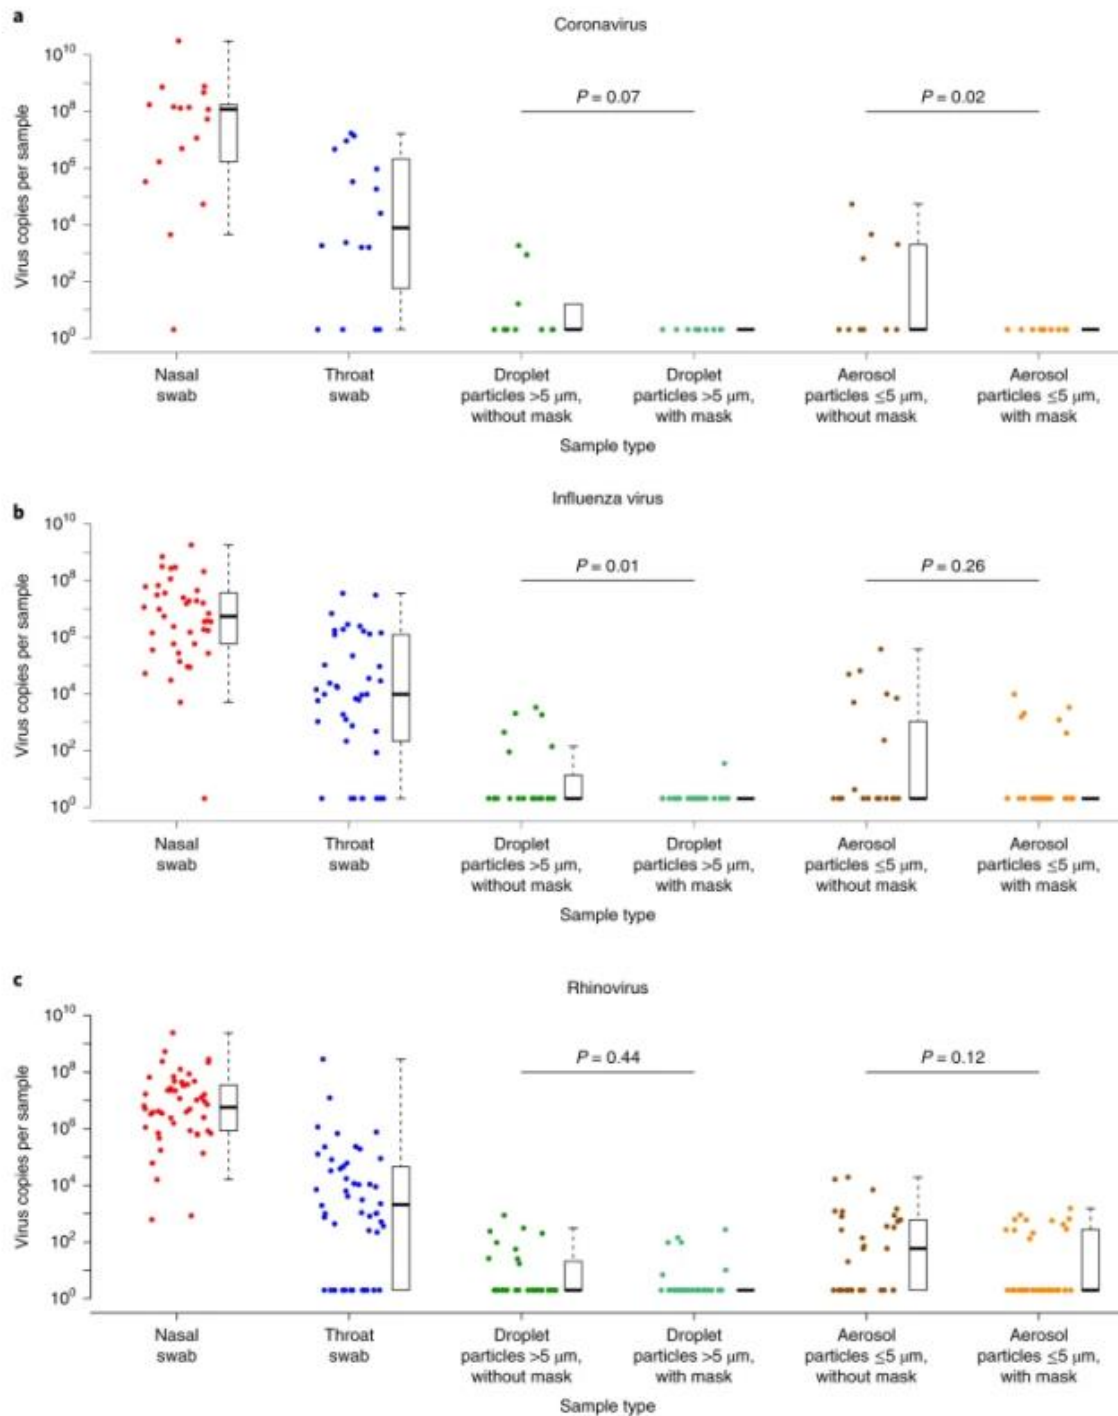 a
Coronavirus
Virus copies per sample
10^10
10^8
10^6
10^4
10^2
10^0
P = 0.07
P = 0.02
Nasal
swab
Throat
swab
Droplet
particles >5 μm,
without mask
Droplet
particles >5 μm,
with mask
Aerosol
particles ≤5 μm,
without mask
Aerosol
particles ≤5 μm,
with mask
Sample type
b
Influenza virus
Virus copies per sample
10^10
10^8
10^6
10^4
10^2
10^0
P = 0.01
P = 0.26
Nasal
swab
Throat
swab
Droplet
particles >5 μm,
without mask
Droplet
particles >5 μm,
with mask
Aerosol
particles ≤5 μm,
without mask
Aerosol
particles ≤5 μm,
with mask
Sample type
c
Rhinovirus
Virus copies per sample
10^10
10^8
10^6
10^4
10^2
10^0
P = 0.44
P = 0.12
Nasal
swab
Throat
swab
Droplet
particles >5 μm,
without mask
Droplet
particles >5 μm,
with mask
Aerosol
particles ≤5 μm,
without mask
Aerosol
particles ≤5 μm,
with mask
Sample type